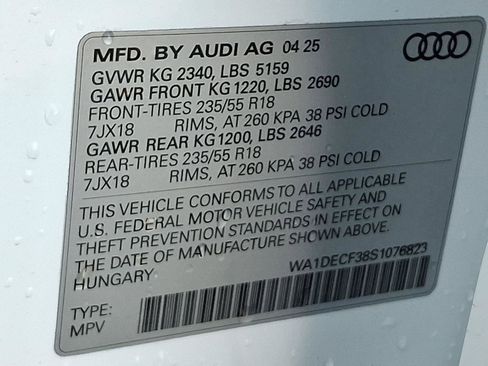 MFD. BY AUDI AG 04 25
GVWR KG 2340, LBS 5159
GAWR FRONT KG 1220, LBS 2690
FRONT-TIRES 235/55 R18
7JX18 RIMS, AT 260 KPA 38 PSI COLD
GAWR REAR KG 1200, LBS 2646
REAR-TIRES 235/55 R18
7JX18 RIMS, AT 260 KPA 38 PSI COLD
THIS VEHICLE CONFORMS TO ALL APPLICABLE
U.S. FEDERAL MOTOR VEHICLE SAFETY AND
THEFT PREVENTION STANDARDS IN EFFECT ON
THE DATE OF MANUFACTURE SHOWN ABOVE.
HUNGARY
WA1DECF38S1076823
TYPE:
MPV